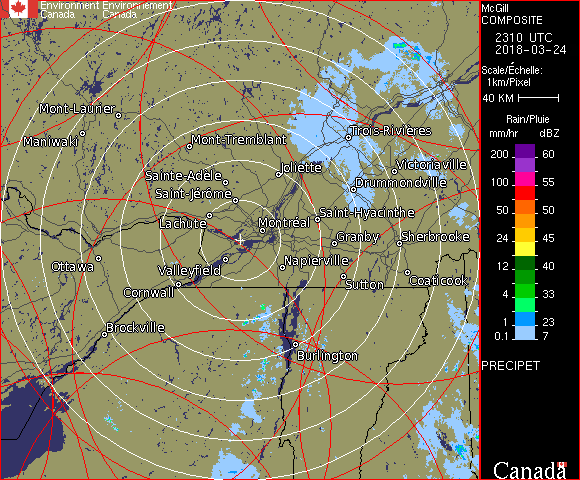 Environment Environnement
Canada Canada
McGill
COMPOSITE
2310 UTC
2018-03-24
Scale/Échelle:
1km/Pixel
40 KM
Rain/Pluie
mm/hr dBZ
200 60
150 57
100 55
50 50
24 45
12 40
4 33
2 23
0.1 7
PRECIPET
Canada
Mont-Laurier
Maniwaki
Mont-Tremblant
Trois-Rivières
Joliette
Victoriaville
Sainte-Adèle
Drummondville
Saint-Jérôme
Saint-Hyacinthe
Lachute
Montréal
Granby
Sherbrooke
Ottawa
Valleyfield
Napierville
Cornwall
Sutton
Coaticook
Brockville
Burlington